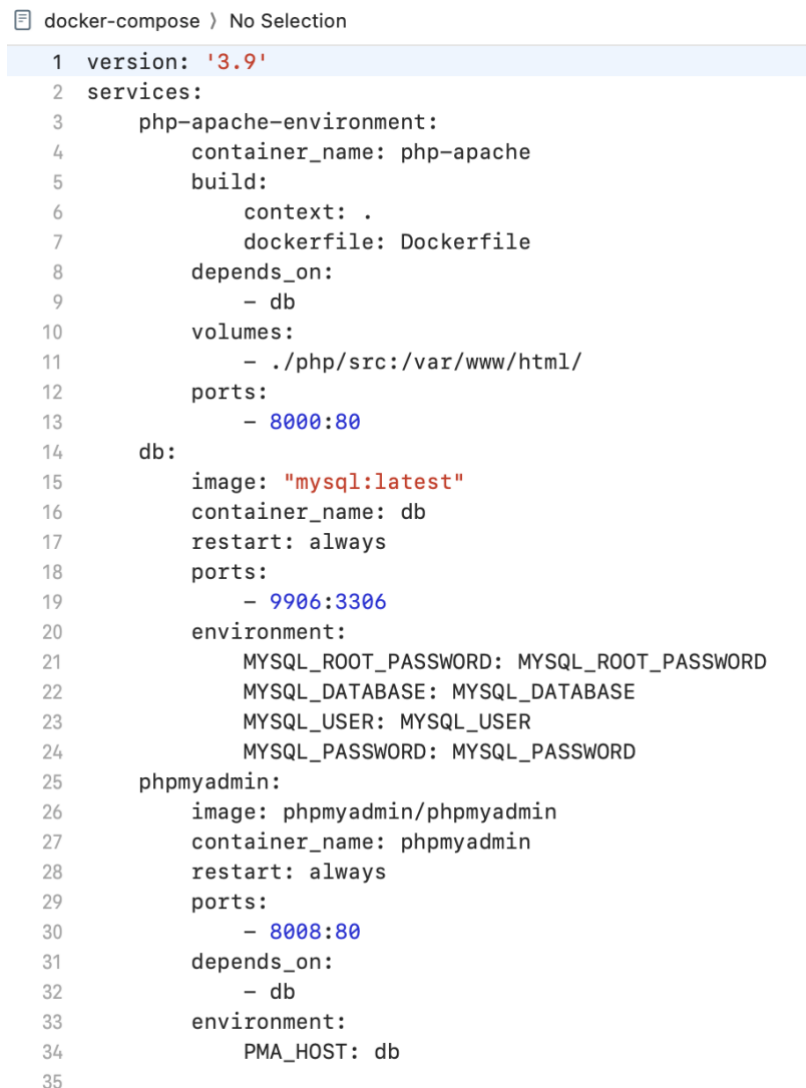 docker-compose 〉 No Selection
1 version: '3.9'
2 services:
3     php-apache-environment:
4         container_name: php-apache
5         build:
6             context: .
7             dockerfile: Dockerfile
8         depends_on:
9             - db
10         volumes:
11             - ./php/src:/var/www/html/
12         ports:
13             - 8000:80
14     db:
15         image: "mysql:latest"
16         container_name: db
17         restart: always
18         ports:
19             - 9906:3306
20         environment:
21             MYSQL_ROOT_PASSWORD: MYSQL_ROOT_PASSWORD
22             MYSQL_DATABASE: MYSQL_DATABASE
23             MYSQL_USER: MYSQL_USER
24             MYSQL_PASSWORD: MYSQL_PASSWORD
25     phpmyadmin:
26         image: phpmyadmin/phpmyadmin
27         container_name: phpmyadmin
28         restart: always
29         ports:
30             - 8008:80
31         depends_on:
32             - db
33         environment:
34             PMA_HOST: db
35